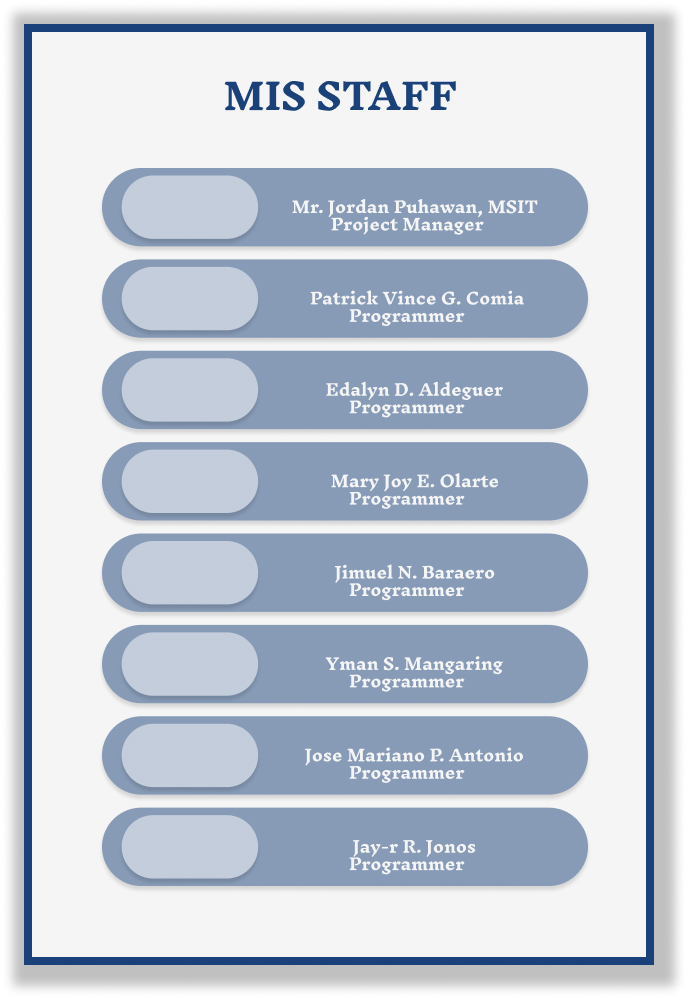 MIS STAFF
Mr. Jordan Puhawan, MSIT
Project Manager
Patrick Vince G. Comia
Programmer
Edalyn D. Aldeguer
Programmer
Mary Joy E. Olarte
Programmer
Jimuel N. Baraero
Programmer
Yman S. Mangaring
Programmer
Jose Mariano P. Antonio
Programmer
Jay-r R. Jonos
Programmer